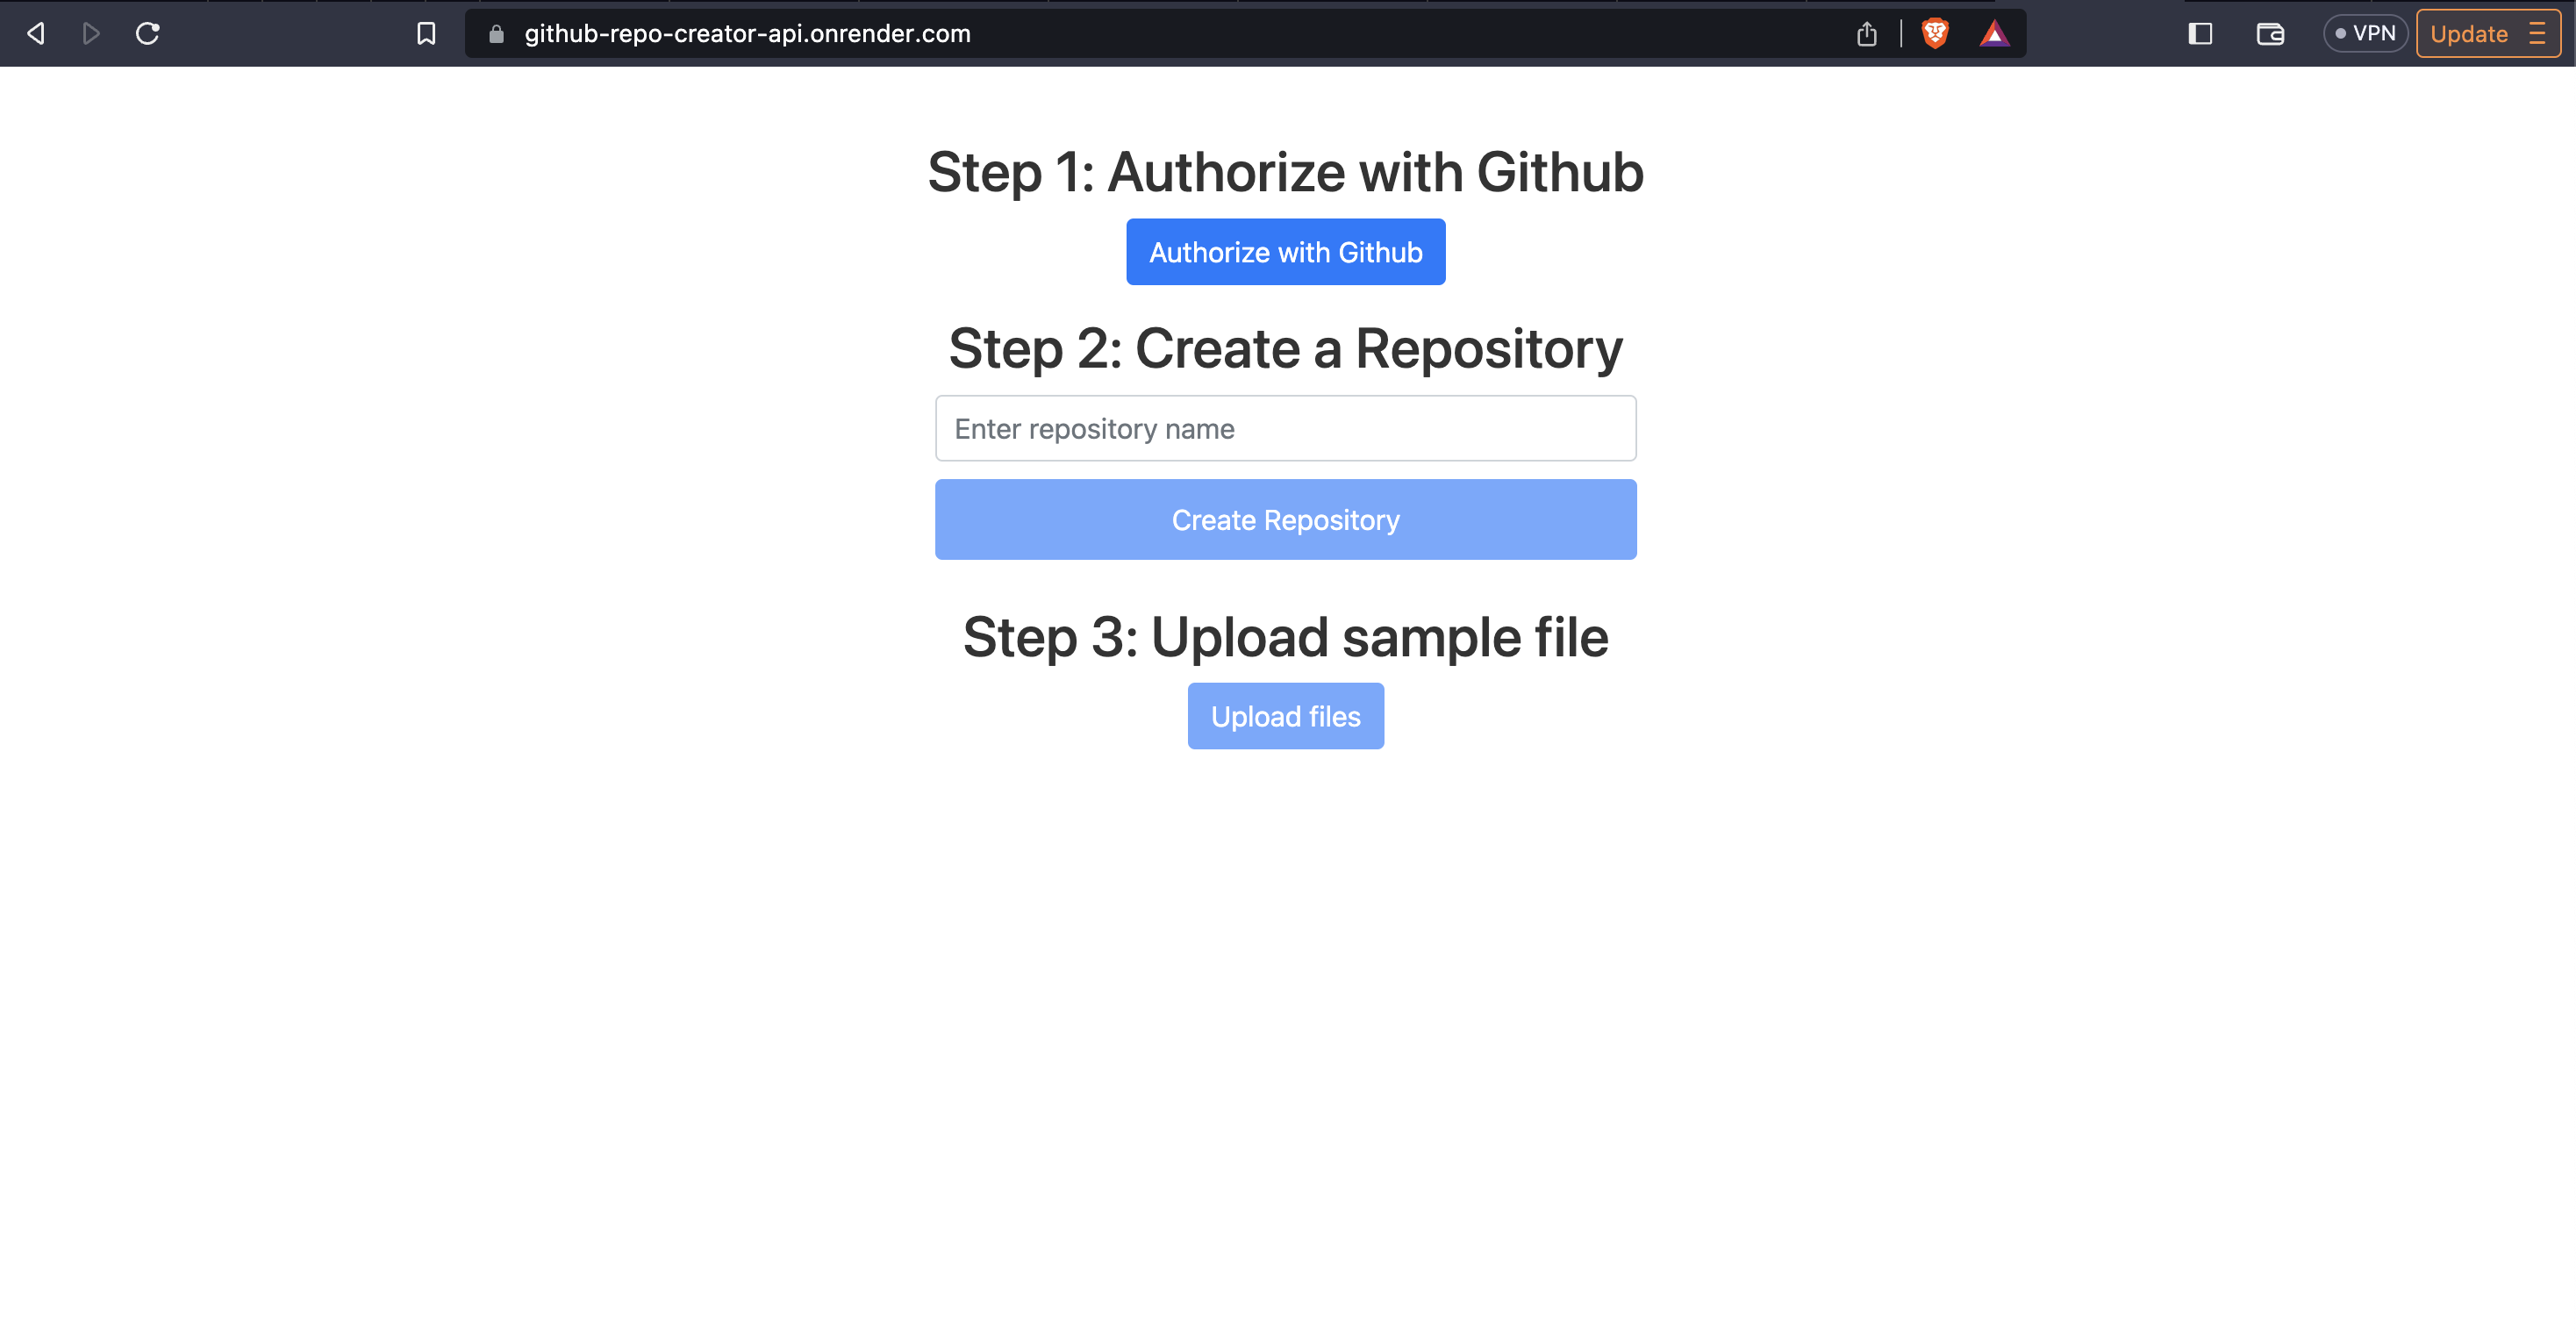 github-repo-creator-api.onrender.com
VPN
Update
Step 1: Authorize with Github
Authorize with Github
Step 2: Create a Repository
Enter repository name
Create Repository
Step 3: Upload sample file
Upload files